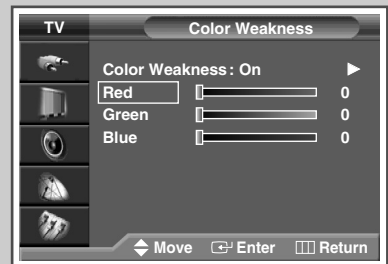 TV Color Weakness
Color Weakness : On
Red 0
Green 0
Blue 0
Move Enter Return